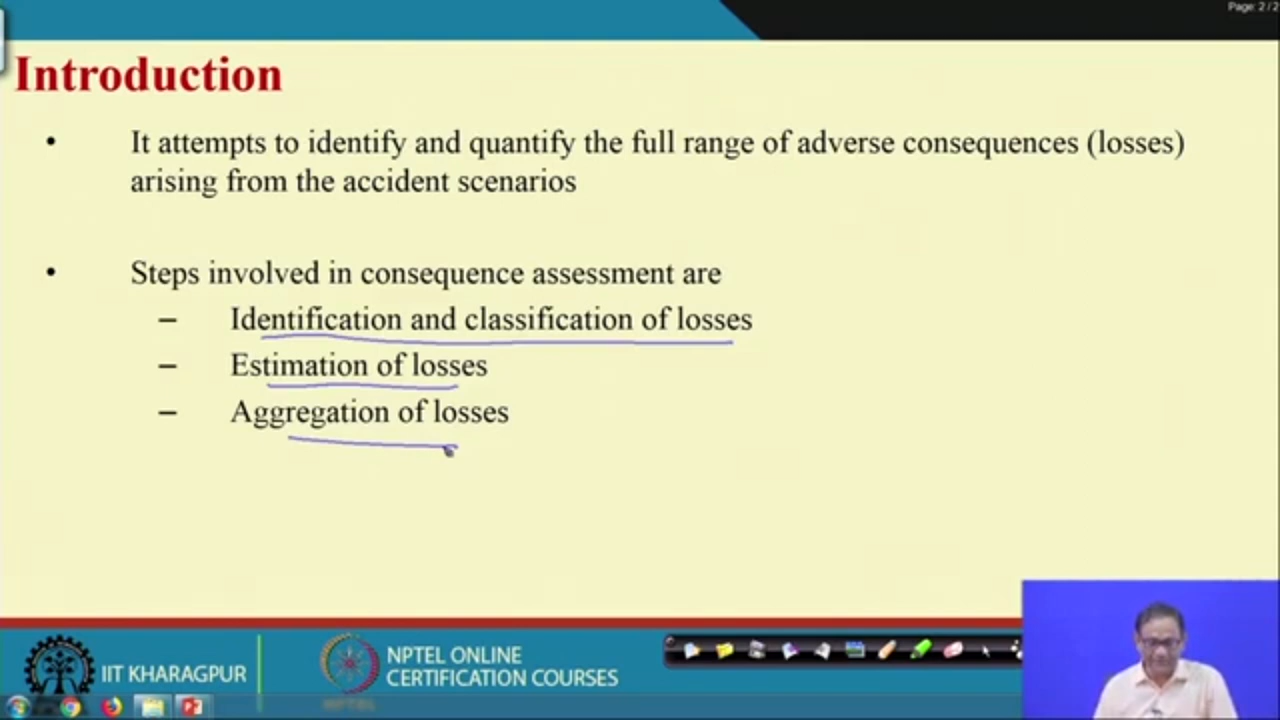 Page: 2 / 2
Introduction
• It attempts to identify and quantify the full range of adverse consequences (losses)
arising from the accident scenarios
• Steps involved in consequence assessment are
– Identification and classification of losses
– Estimation of losses
– Aggregation of losses
IIT KHARAGPUR
NPTEL ONLINE
CERTIFICATION COURSES